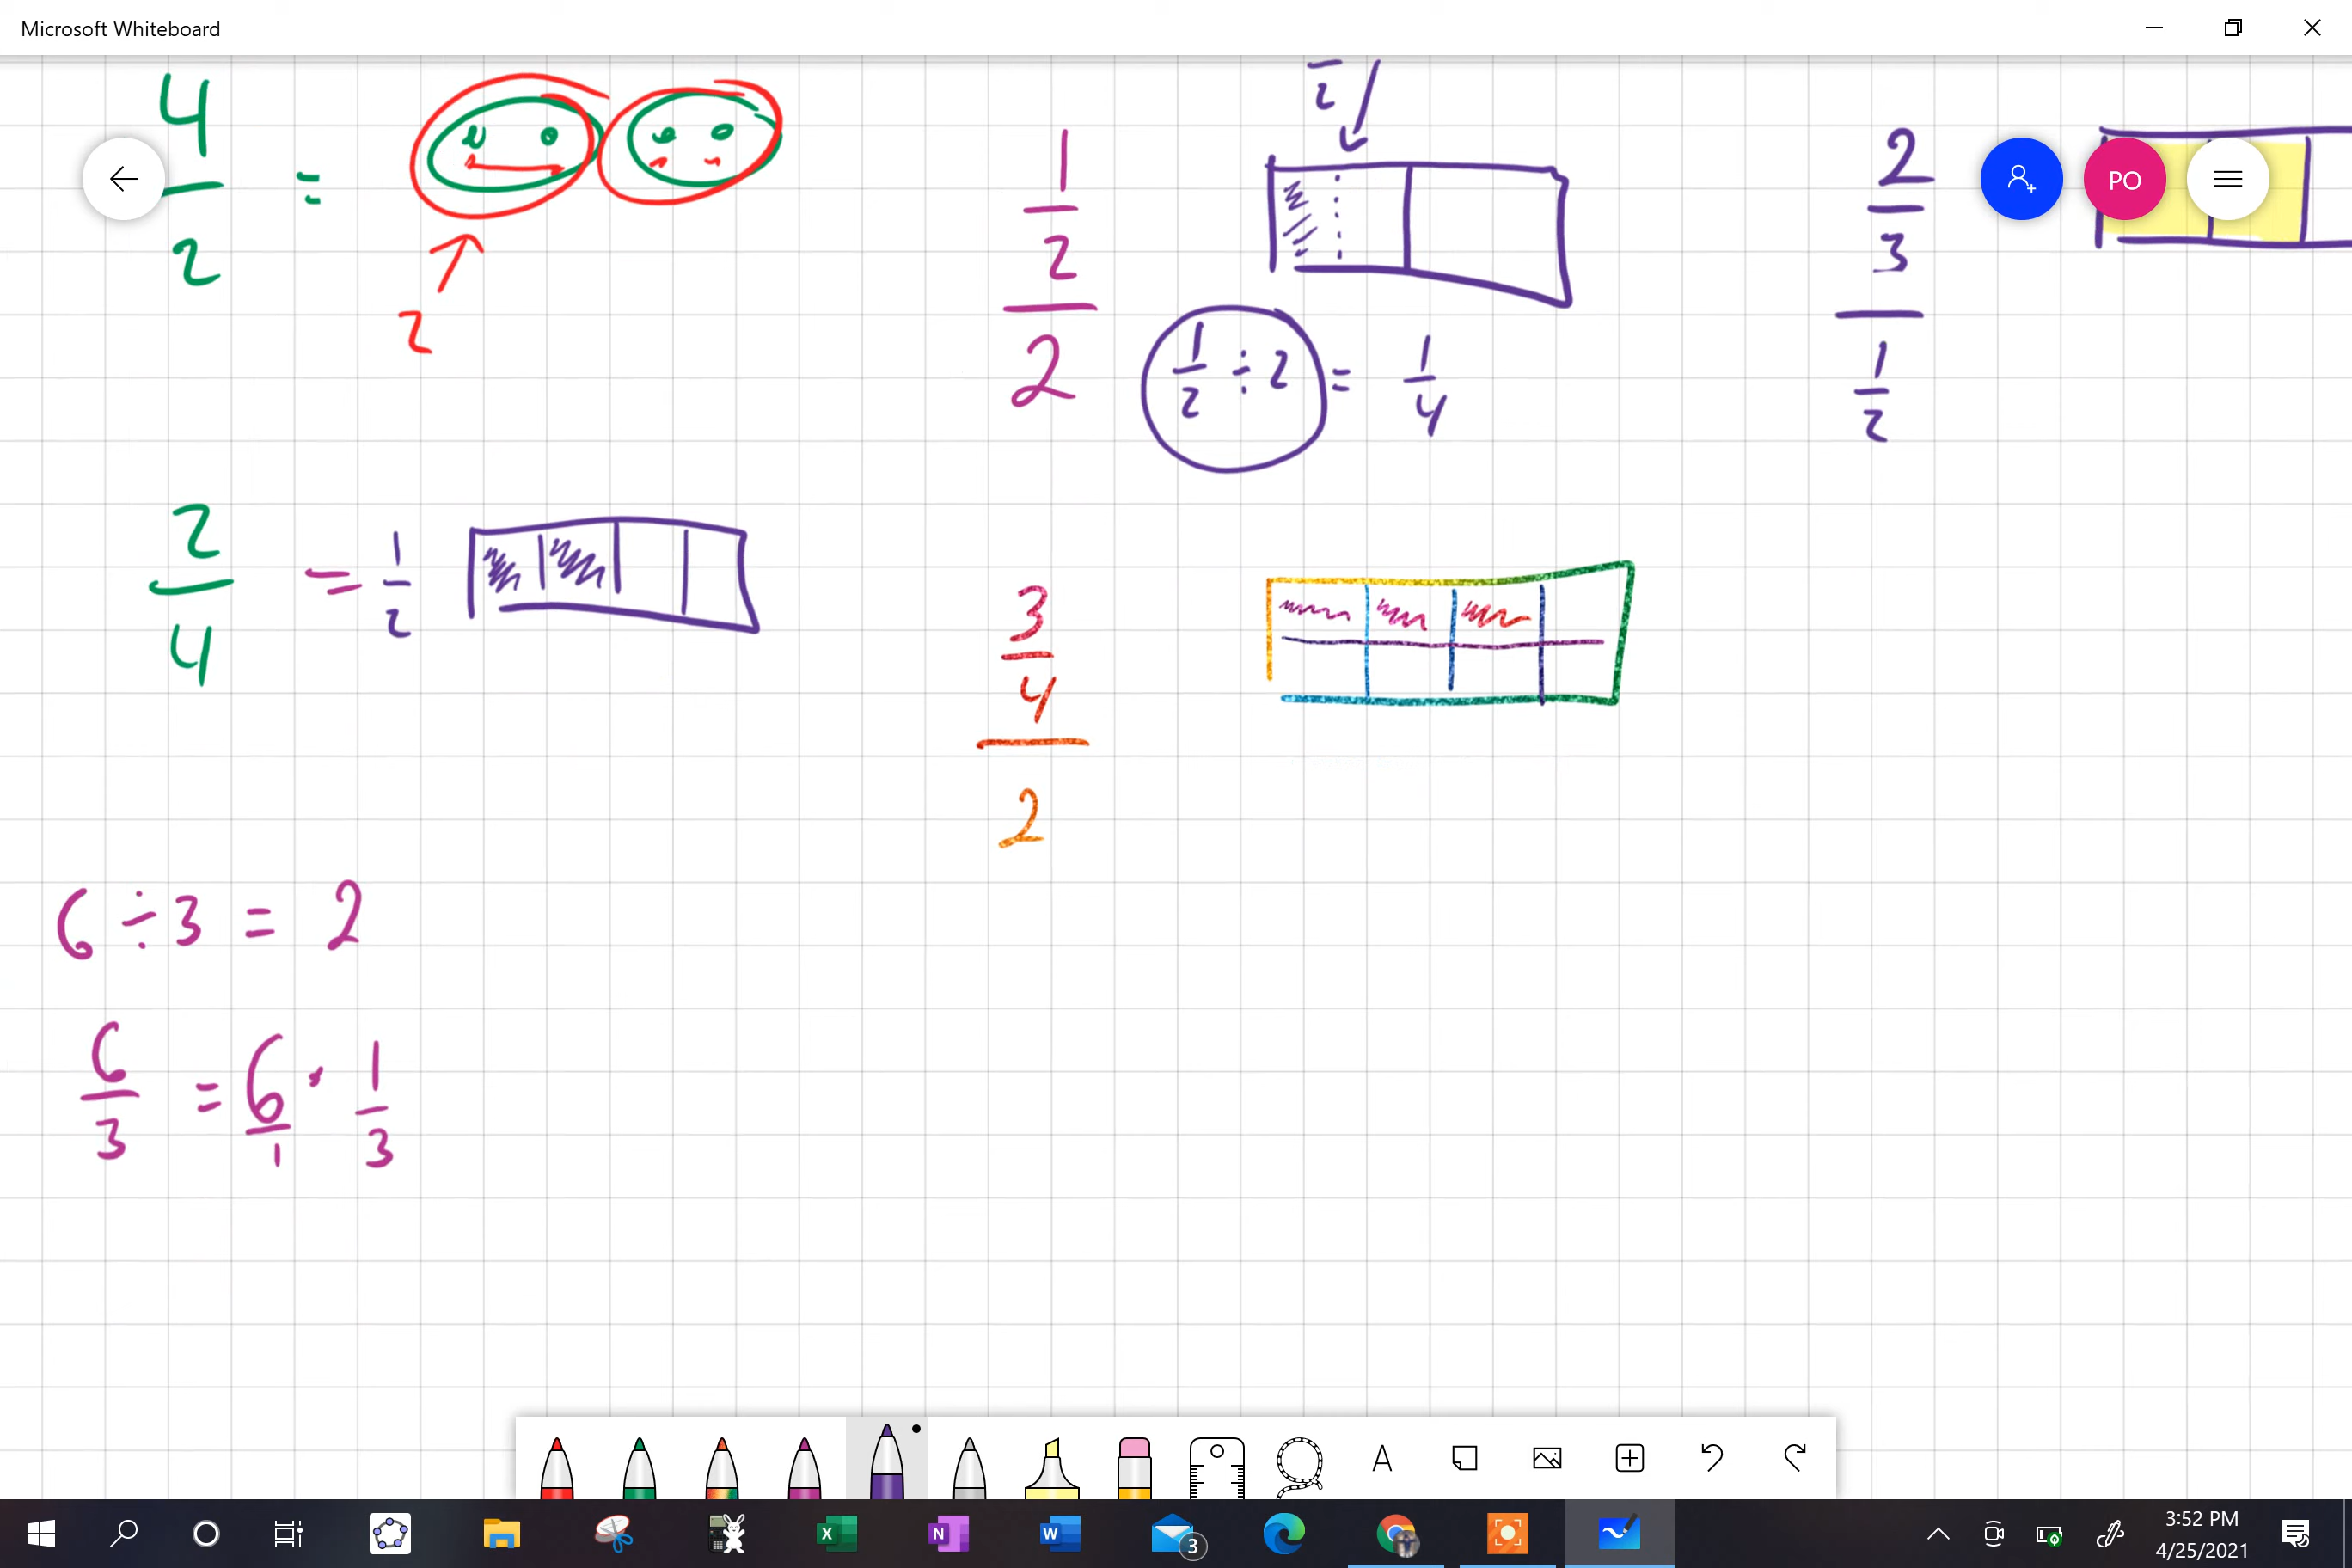 Microsoft Whiteboard
4/2 =
2
2/4 = 1/2
6 ÷ 3 = 2
6/3 = 6/1 · 1/3
2
1/2
2
1/2 ÷ 2 = 1/4
3/4
2
2/3
1/2
PO
A
3
3:52 PM
4/25/2021